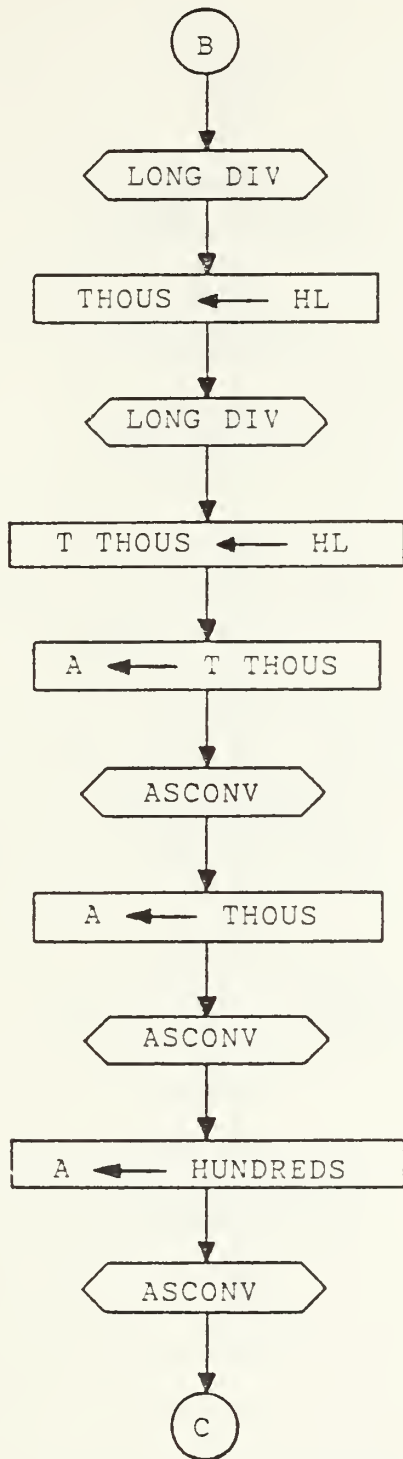 B
LONG DIV
THOUS ← HL
LONG DIV
T THOUS ← HL
A ← T THOUS
ASCONV
A ← THOUS
ASCONV
A ← HUNDREDS
ASCONV
C